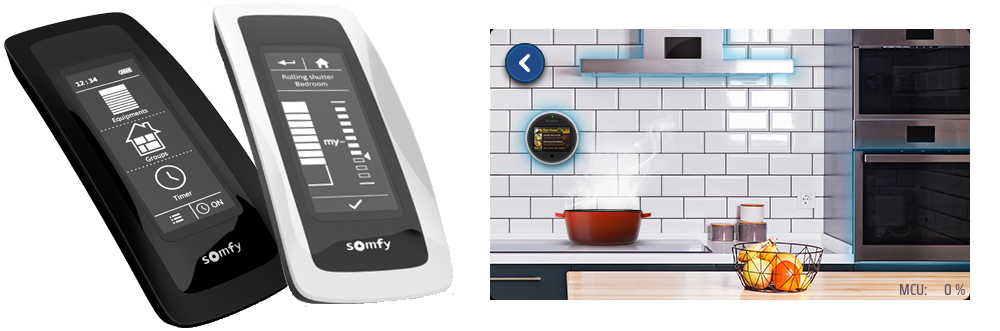 12:34
Equipments
Groups
Timer
ON
somfy
Rolling shutter
Bedroom
my
somfy
MCU: 0 %